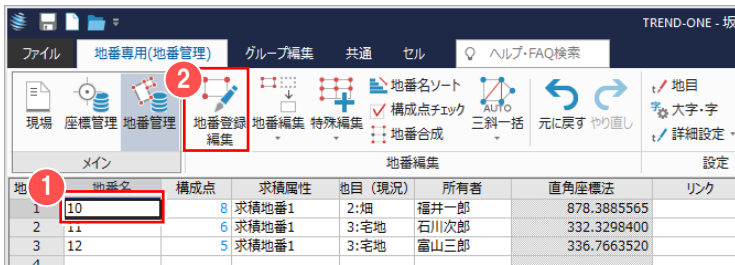 TREND-ONE - 坂
ファイル 地番専用(地番管理) グループ編集 共通 セル ヘルプ・FAQ検索
2
現場 座標管理 地番管理 地番登録編集 地番編集 特殊編集 地番名ソート 構成点チェック 地番合成 AUTO 三斜一括 元に戻す やり直し 地目 大字・字 詳細設定
メイン 地番編集 設定
1
地 地番名 構成点 求積属性 地目（現況） 所有者 直角座標法 リンク
1 10 8 求積地番1 2:畑 福井一郎 878.3885565
2 11 6 求積地番1 3:宅地 石川次郎 332.3298400
3 12 5 求積地番1 3:宅地 富山三郎 336.7663520
4